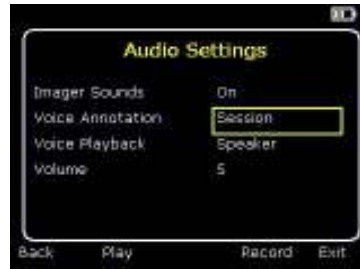 Audio Settings
Imager Sounds On
Voice Annotation Session
Voice Playback Speaker
Volume 5
Back Play Record Exit